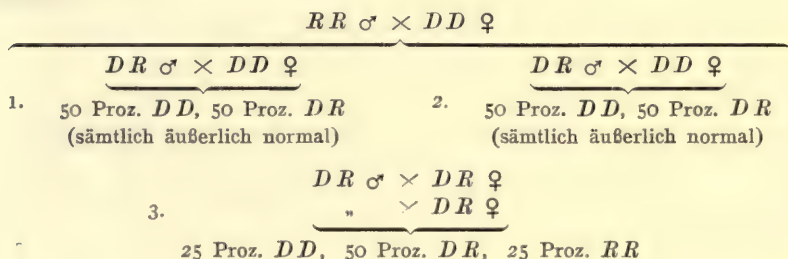 RR ♂ × DD ♀
DR ♂ × DD ♀
1. 50 Proz. DD, 50 Proz. DR
(sämtlich äußerlich normal)
DR ♂ × DD ♀
2. 50 Proz. DD, 50 Proz. DR
(sämtlich äußerlich normal)
DR ♂ × DR ♀
3. „ × DR ♀
25 Proz. DD, 50 Proz. DR, 25 Proz. RR